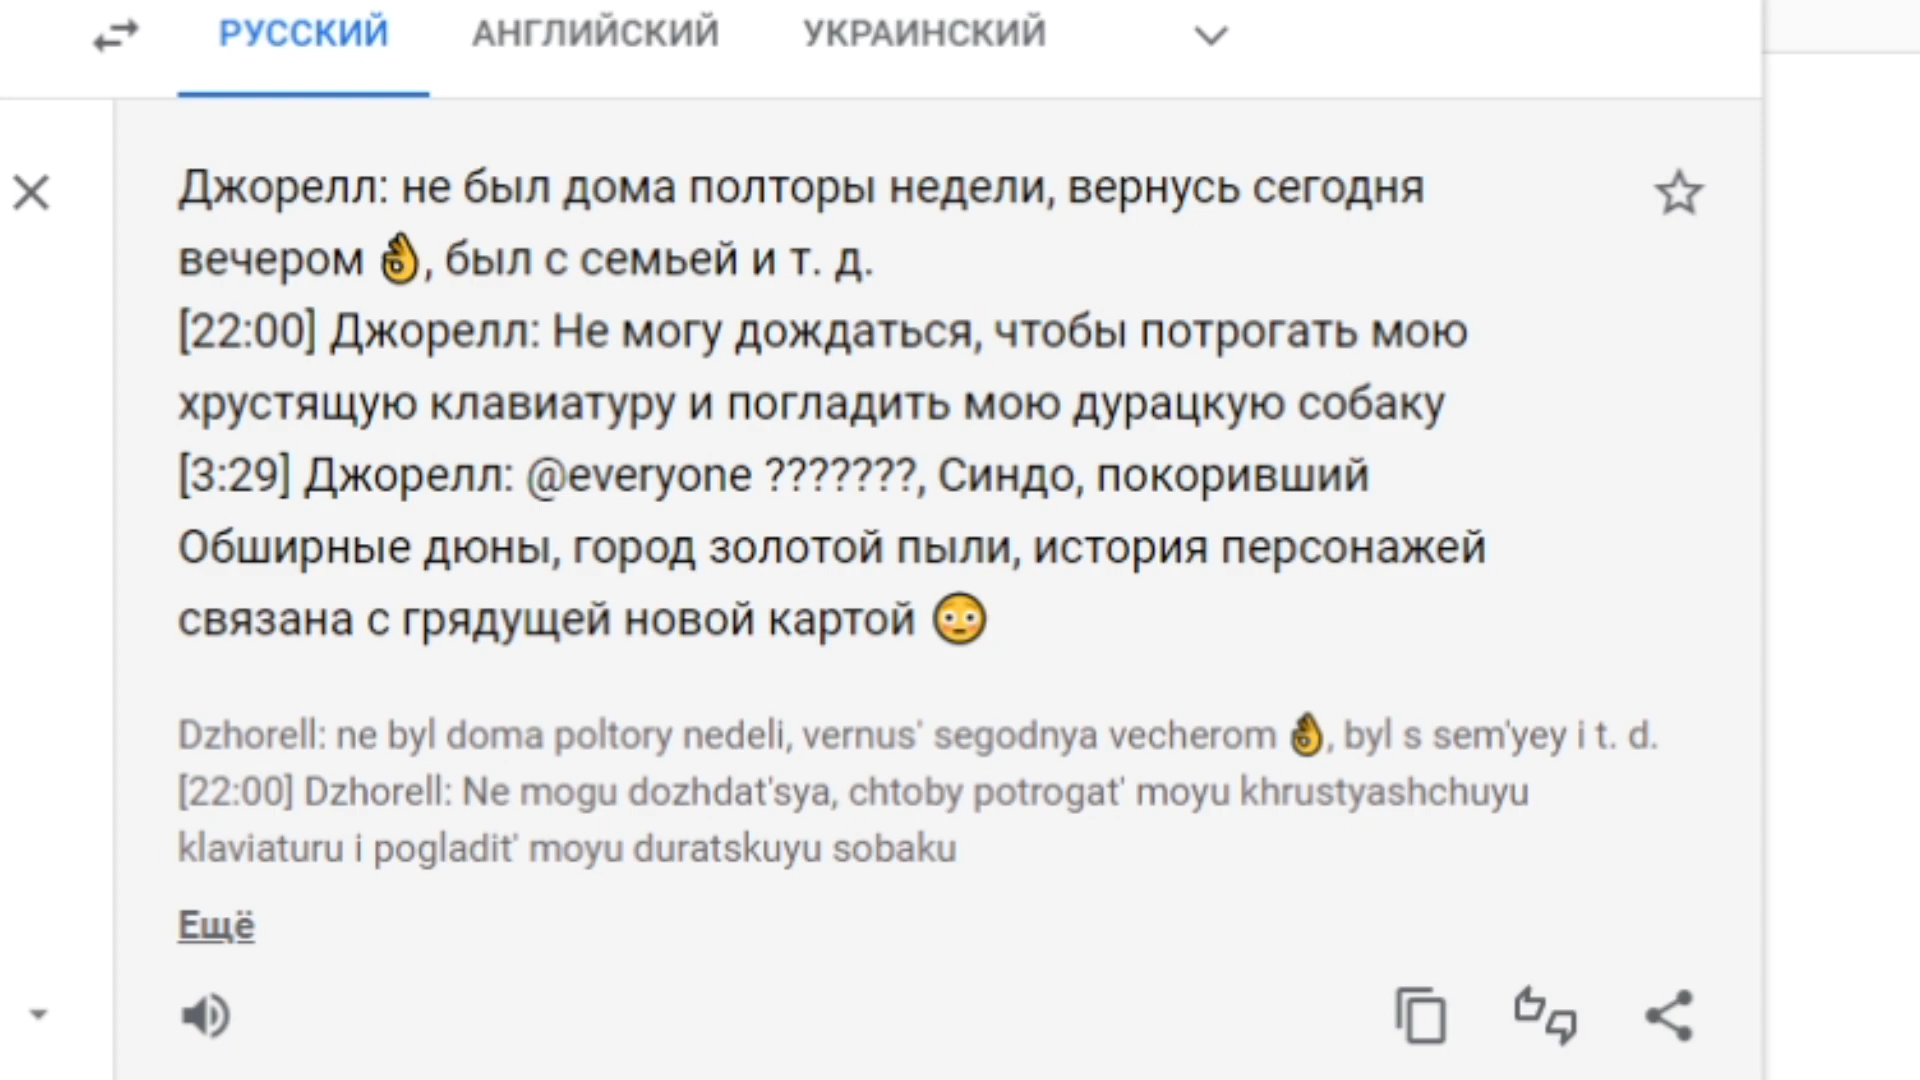 РУССКИЙ АНГЛИЙСКИЙ УКРАИНСКИЙ
Джорелл: не был дома полторы недели, вернусь сегодня
вечером 👌, был с семьей и т. д.
[22:00] Джорелл: Не могу дождаться, чтобы потрогать мою
хрустящую клавиатуру и погладить мою дурацкую собаку
[3:29] Джорелл: @everyone ???????, Синдо, покоривший
Обширные дюны, город золотой пыли, история персонажей
связана с грядущей новой картой 😳
Dzhorell: ne byl doma poltory nedeli, vernus' segodnya vecherom 👌, byl s sem'yey i t. d.
[22:00] Dzhorell: Ne mogu dozhdat'sya, chtoby potrogat' moyu khrustyashchuyu
klaviaturu i pogladit' moyu duratskuyu sobaku
Ещё